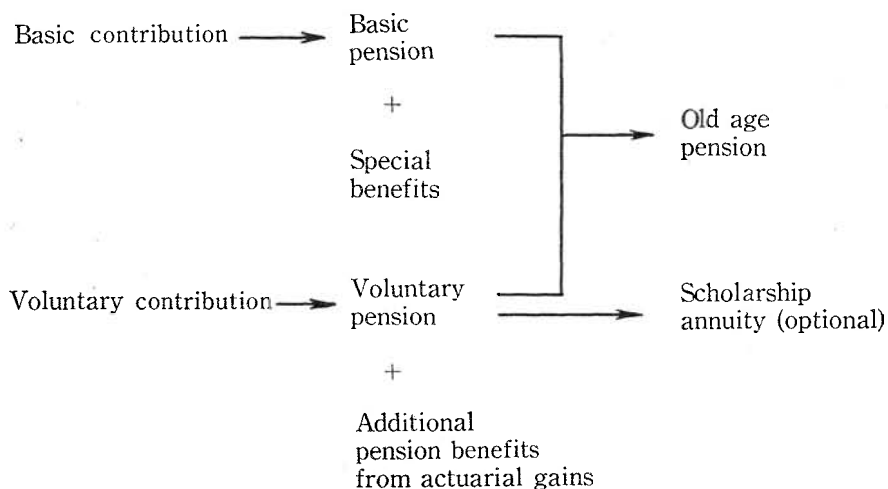 Basic contribution
Basic
pension
+
Special
benefits
Old age
pension
Voluntary contribution
Voluntary
pension
+
Additional
pension benefits
from actuarial gains
Scholarship
annuity (optional)